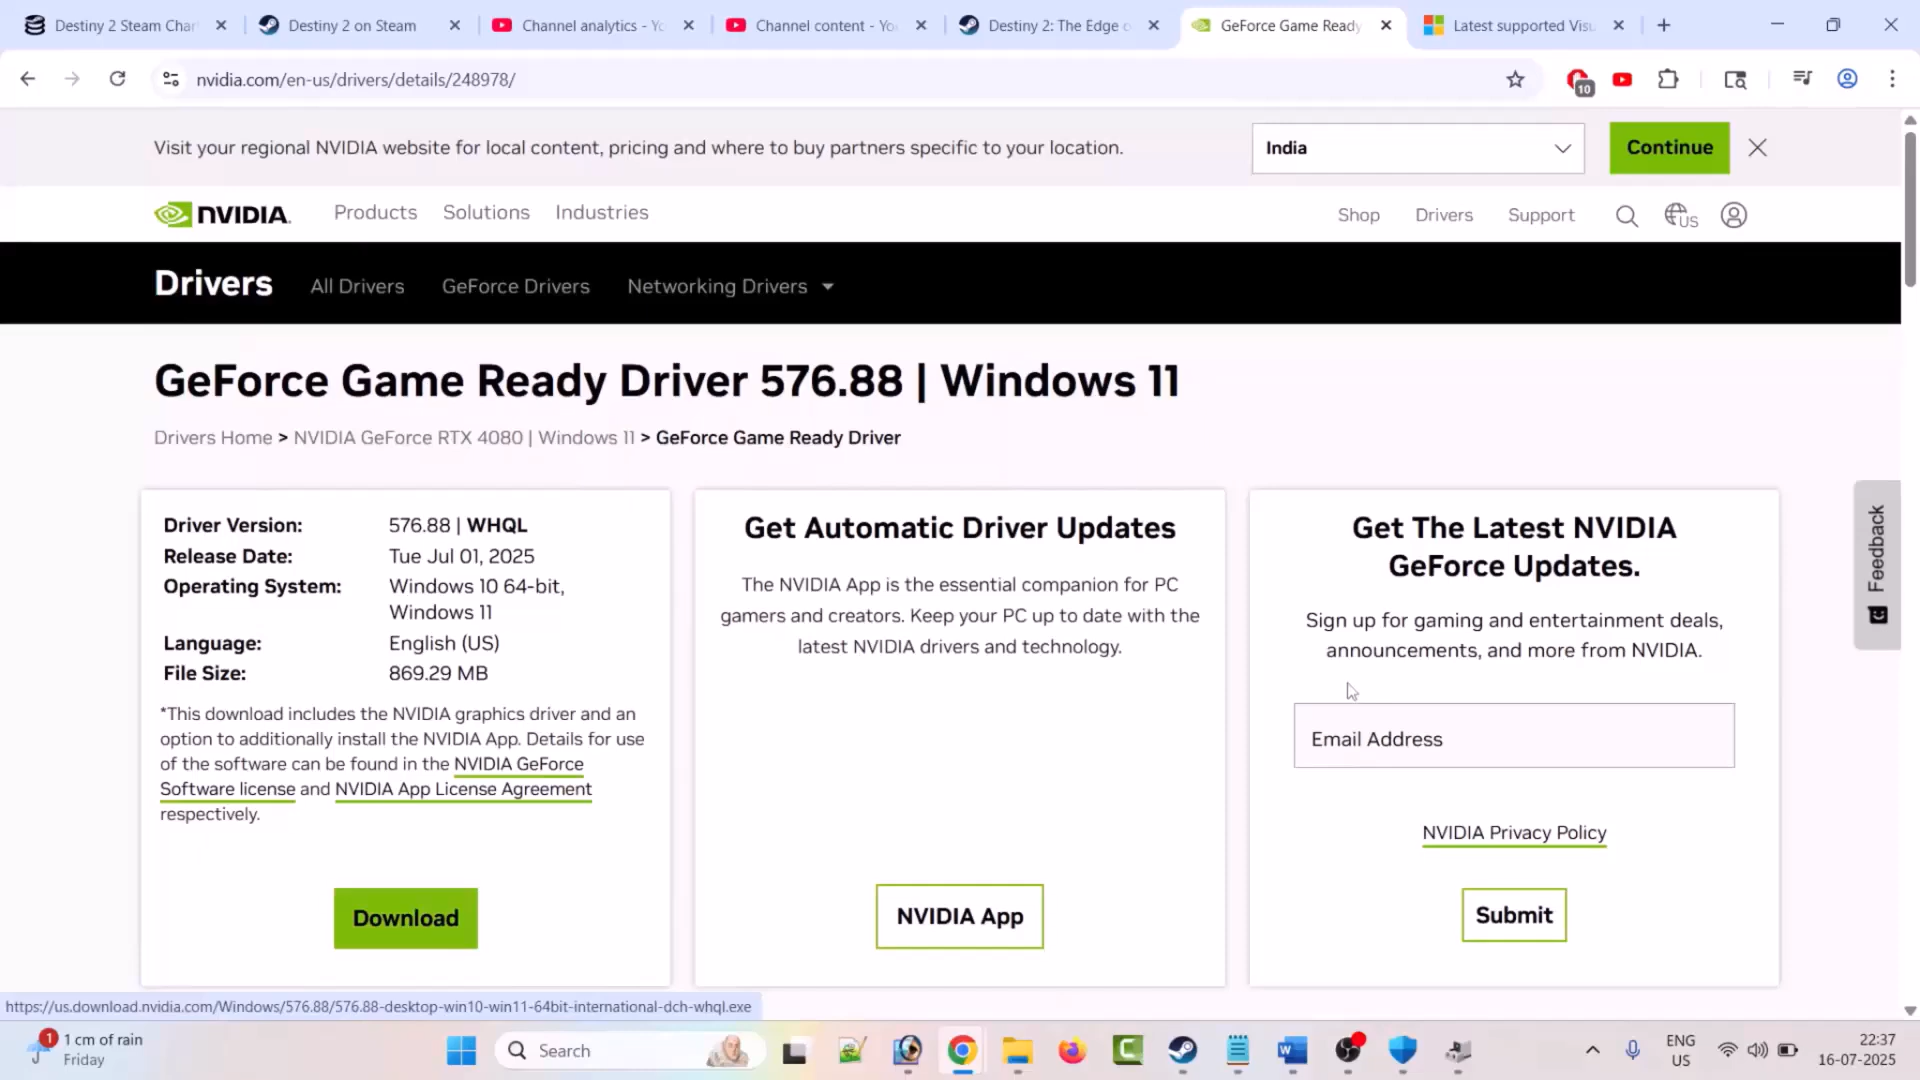 Destiny 2 Steam Char
Destiny 2 on Steam
Channel analytics - Yo
Channel content - Yo
Destiny 2: The Edge o
GeForce Game Ready
Latest supported Visu
nvidia.com/en-us/drivers/details/248978/
10
Visit your regional NVIDIA website for local content, pricing and where to buy partners specific to your location.
India
Continue
NVIDIA.
Products
Solutions
Industries
Shop
Drivers
Support
US
Drivers
All Drivers
GeForce Drivers
Networking Drivers
GeForce Game Ready Driver 576.88 | Windows 11
Drivers Home > NVIDIA GeForce RTX 4080 | Windows 11 > GeForce Game Ready Driver
Driver Version: 576.88 | WHQL
Release Date: Tue Jul 01, 2025
Operating System: Windows 10 64-bit,
Windows 11
Language: English (US)
File Size: 869.29 MB
*This download includes the NVIDIA graphics driver and an
option to additionally install the NVIDIA App. Details for use
of the software can be found in the NVIDIA GeForce
Software license and NVIDIA App License Agreement
respectively.
Download
Get Automatic Driver Updates
The NVIDIA App is the essential companion for PC
gamers and creators. Keep your PC up to date with the
latest NVIDIA drivers and technology.
NVIDIA App
Get The Latest NVIDIA
GeForce Updates.
Sign up for gaming and entertainment deals,
announcements, and more from NVIDIA.
Email Address
NVIDIA Privacy Policy
Submit
Feedback
https://us.download.nvidia.com/Windows/576.88/576.88-desktop-win10-win11-64bit-international-dch-whql.exe
1
1 cm of rain
Friday
Search
ENG
US
22:37
16-07-2025